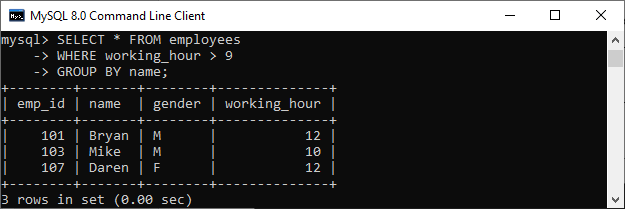 MySQL 8.0 Command Line Client
mysql> SELECT * FROM employees
    -> WHERE working_hour > 9
    -> GROUP BY name;
+--------+-------+--------+--------------+
| emp_id | name  | gender | working_hour |
+--------+-------+--------+--------------+
|    101 | Bryan | M      |           12 |
|    103 | Mike  | M      |           10 |
|    107 | Daren | F      |           12 |
+--------+-------+--------+--------------+
3 rows in set (0.00 sec)